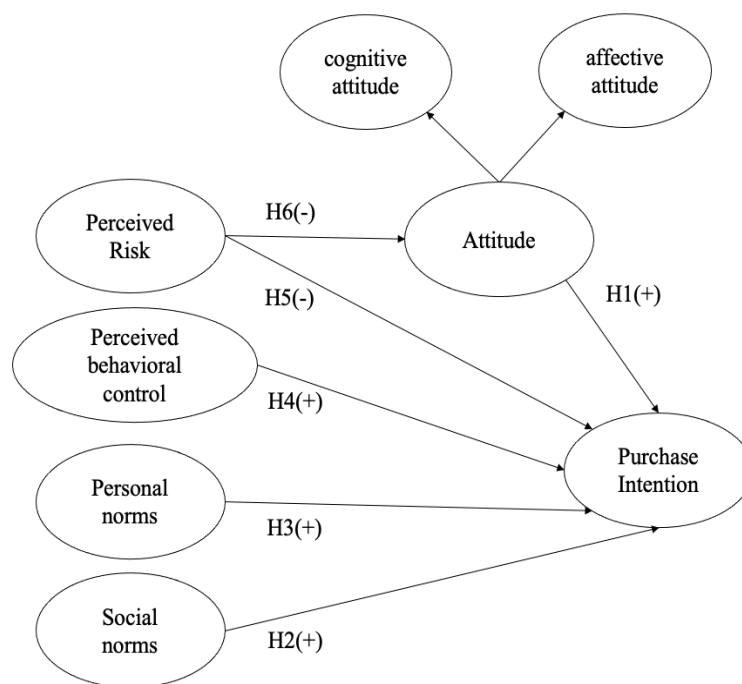 cognitive
attitude
affective
attitude
Perceived
Risk
H6(-)
Attitude
H5(-)
H1(+)
Perceived
behavioral
control
H4(+)
Purchase
Intention
Personal
norms
H3(+)
Social
norms
H2(+)